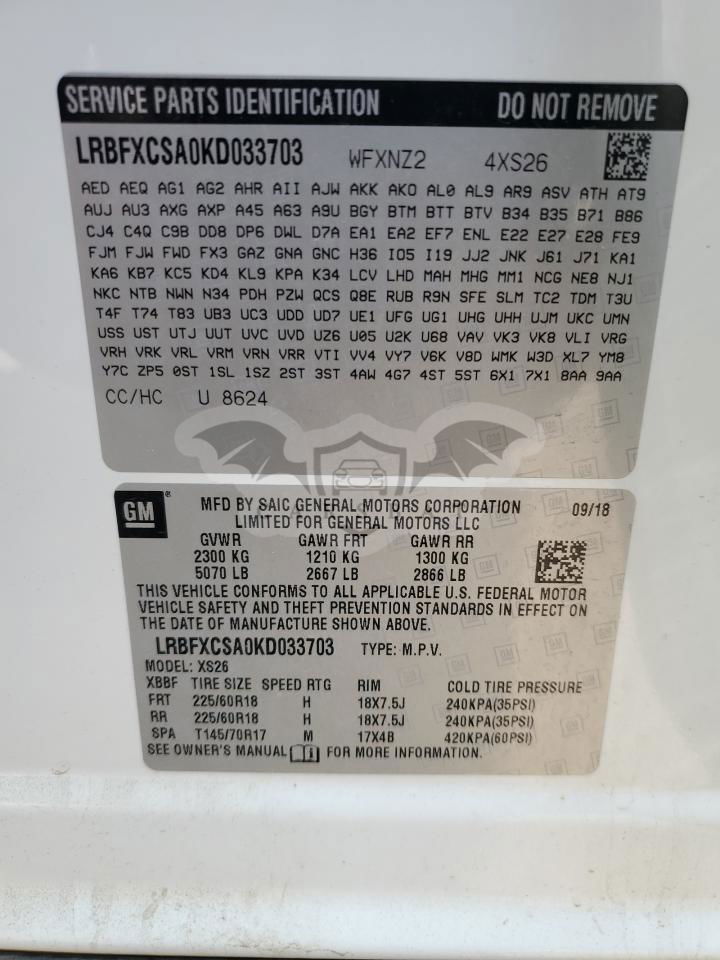 SERVICE PARTS IDENTIFICATION DO NOT REMOVE
LRBFXCSA0KD033703 WFXNZ2 4XS26
AED AEQ AG1 AG2 AHR AII AJW AKK AKO AL0 AL9 AR9 ASV ATH AT9
AUJ AU3 AXG AXP A45 A63 A9U BGY BTM BTT BTV B34 B35 B71 B86
CJ4 C4Q C9B DD8 DP6 DWL D7A EA1 EA2 EF7 ENL E22 E27 E28 FE9
FJM FJW FWD FX3 GAZ GNA GNC H36 IO5 I19 JJ2 JNK J61 J71 KA1
KA6 KB7 KC5 KD4 KL9 KPA K34 LCV LHD MAH MHG MM1 NCG NE8 NJ1
NKC NTB NWN N34 PDH PZW QCS Q8E RUB R9N SFE SLM TC2 TDM T3U
T4F T74 T83 UB3 UC3 UDD UD7 UE1 UFG UG1 UHG UHH UJM UKC UMN
USS UST UTJ UUT UVC UVD UZ6 U05 U2K U68 VAV VK3 VK8 VLI VRG
VRH VRK VRL VRM VRN VRR VTI VV4 VY7 V6K V8D WMK W3D XL7 YM8
Y7C ZP5 0ST 1SL 1SZ 2ST 3ST 4AW 4G7 4ST 5ST 6X1 7X1 8AA 9AA
CC/HC U 8624
GM ® MFD BY SAIC GENERAL MOTORS CORPORATION 09/18
LIMITED FOR GENERAL MOTORS LLC
GVWR GAWR FRT GAWR RR
2300 KG 1210 KG 1300 KG
5070 LB 2667 LB 2866 LB
THIS VEHICLE CONFORMS TO ALL APPLICABLE U.S. FEDERAL MOTOR
VEHICLE SAFETY AND THEFT PREVENTION STANDARDS IN EFFECT ON
THE DATE OF MANUFACTURE SHOWN ABOVE.
LRBFXCSA0KD033703 TYPE: M.P.V.
MODEL: XS26
XBBF TIRE SIZE SPEED RTG RIM COLD TIRE PRESSURE
FRT 225/60R18 H 18X7.5J 240KPA(35PSI)
RR 225/60R18 H 18X7.5J 240KPA(35PSI)
SPA T145/70R17 M 17X4B 420KPA(60PSI)
SEE OWNER'S MANUAL FOR MORE INFORMATION.